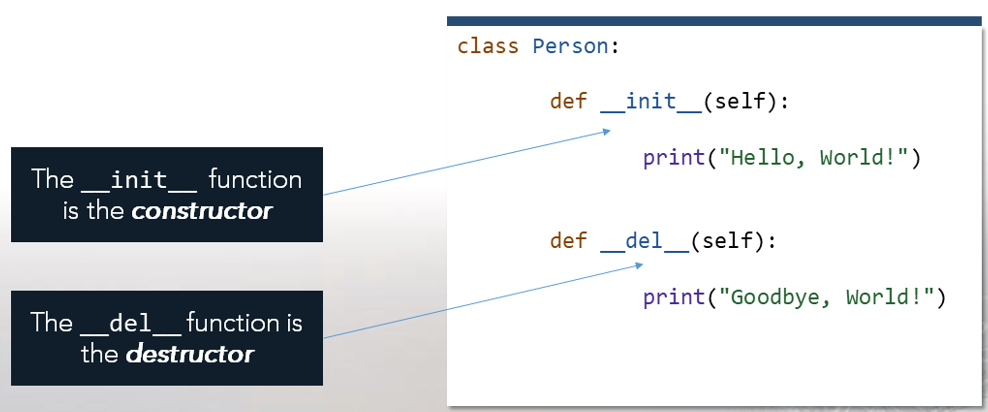 class Person:
def __init__(self):
print("Hello, World!")
The __init__ function
is the constructor
def __del__(self):
print("Goodbye, World!")
The __del__ function is
the destructor